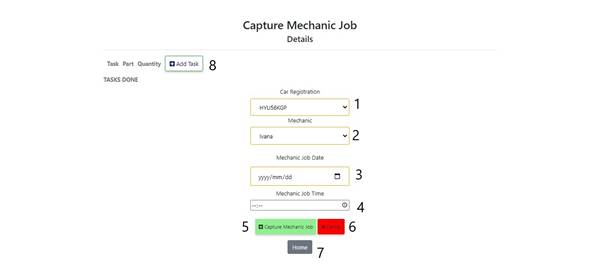 Capture Mechanic Job
Details
Task Part Quantity Add Task 8
TASKS DONE
Car Registration
HYU56KGP 1
Mechanic
Ivana 2
Mechanic Job Date
yyyy/mm/dd 3
Mechanic Job Time
--:-- 4
5 Capture Mechanic Job 6
Home 7